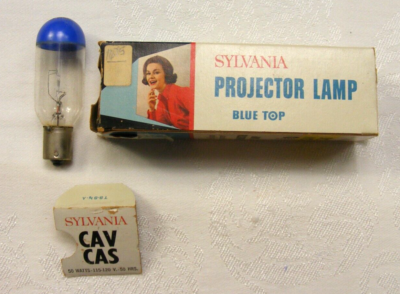 SYLVANIA
PROJECTOR LAMP
BLUE TOP
SYLVANIA
CAV
CAS